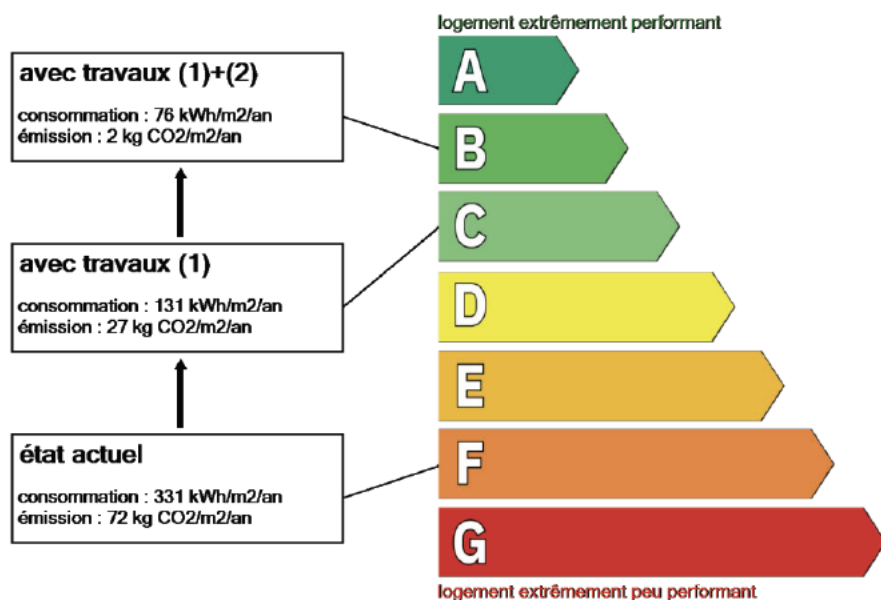 logement extrêmement performant
avec travaux (1)+(2)
consommation : 76 kWh/m2/an
émission : 2 kg CO2/m2/an
avec travaux (1)
consommation : 131 kWh/m2/an
émission : 27 kg CO2/m2/an
état actuel
consommation : 331 kWh/m2/an
émission : 72 kg CO2/m2/an
A
B
C
D
E
F
G
logement extrêmement peu performant